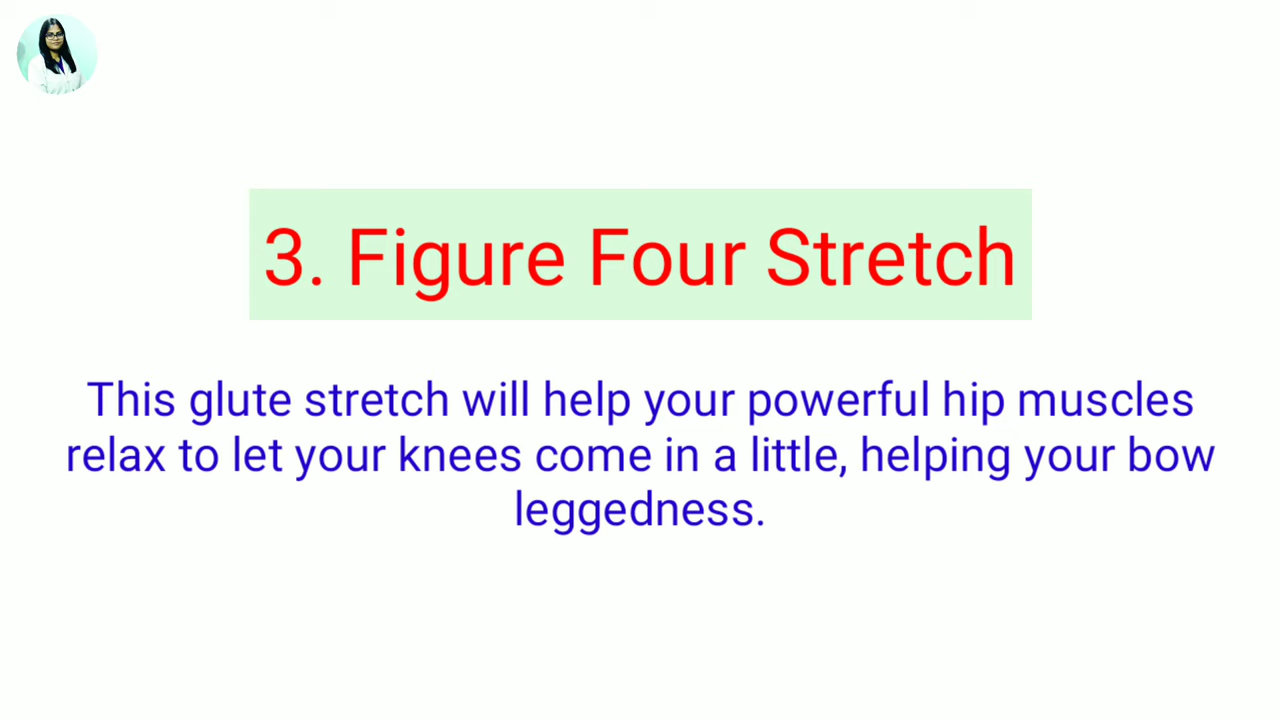 3. Figure Four Stretch
This glute stretch will help your powerful hip muscles
relax to let your knees come in a little, helping your bow
leggedness.